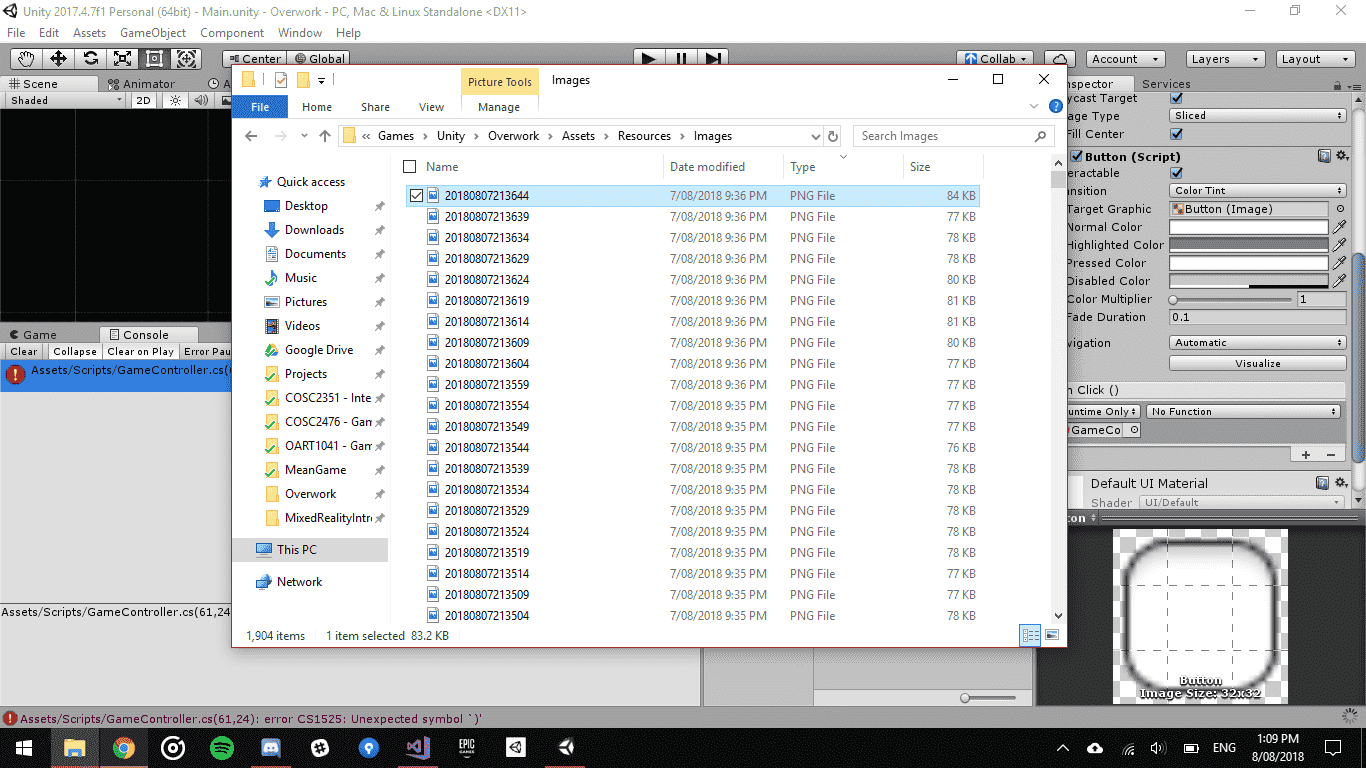 Unity 2017.4.7f1 Personal (64bit) - Main.unity - Overwork - PC, Mac & Linux Standalone <DX11>
File Edit Assets GameObject Component Window Help
Center Global Collab Account Layers Layout
Scene Animator
Shaded 2D
Picture Tools Images
File Home Share View Manage
« Games Unity Overwork Assets Resources Images Search Images
Name Date modified Type Size
Quick access
Desktop
Downloads
Documents
Music
Pictures
Videos
Google Drive
Projects
COSC2351 - Inte
COSC2476 - Gam
OART1041 - Gam
MeanGame
Overwork
MixedRealityIntr
This PC
Network
20180807213644 7/08/2018 9:36 PM PNG File 84 KB
20180807213639 7/08/2018 9:36 PM PNG File 77 KB
20180807213634 7/08/2018 9:36 PM PNG File 78 KB
20180807213629 7/08/2018 9:36 PM PNG File 78 KB
20180807213624 7/08/2018 9:36 PM PNG File 80 KB
20180807213619 7/08/2018 9:36 PM PNG File 81 KB
20180807213614 7/08/2018 9:36 PM PNG File 81 KB
20180807213609 7/08/2018 9:36 PM PNG File 80 KB
20180807213604 7/08/2018 9:36 PM PNG File 77 KB
20180807213559 7/08/2018 9:36 PM PNG File 77 KB
20180807213554 7/08/2018 9:35 PM PNG File 77 KB
20180807213549 7/08/2018 9:35 PM PNG File 77 KB
20180807213544 7/08/2018 9:35 PM PNG File 76 KB
20180807213539 7/08/2018 9:35 PM PNG File 78 KB
20180807213534 7/08/2018 9:35 PM PNG File 78 KB
20180807213529 7/08/2018 9:35 PM PNG File 78 KB
20180807213524 7/08/2018 9:35 PM PNG File 78 KB
20180807213519 7/08/2018 9:35 PM PNG File 78 KB
20180807213514 7/08/2018 9:35 PM PNG File 77 KB
20180807213509 7/08/2018 9:35 PM PNG File 77 KB
20180807213504 7/08/2018 9:35 PM PNG File 78 KB
1,904 items 1 item selected 83.2 KB
Game Console
Clear Collapse Clear on Play Error Pau
Assets/Scripts/GameController.cs(6
Assets/Scripts/GameController.cs(61,24
nspector Services
ycast Target
age Type Sliced
ill Center
Button (Script)
eractable
nsition Color Tint
Target Graphic Button (Image)
Normal Color
Highlighted Color
Pressed Color
Disabled Color
Color Multiplier 1
Fade Duration 0.1
vigation Automatic
Visualize
n Click ()
untime Only No Function
GameCo
Default UI Material
Shader UI/Default
ton
Button
Image Size: 32x32
Assets/Scripts/GameController.cs(61,24): error CS1525: Unexpected symbol `)'
EPIC GAMES
ENG
1:09 PM
8/08/2018